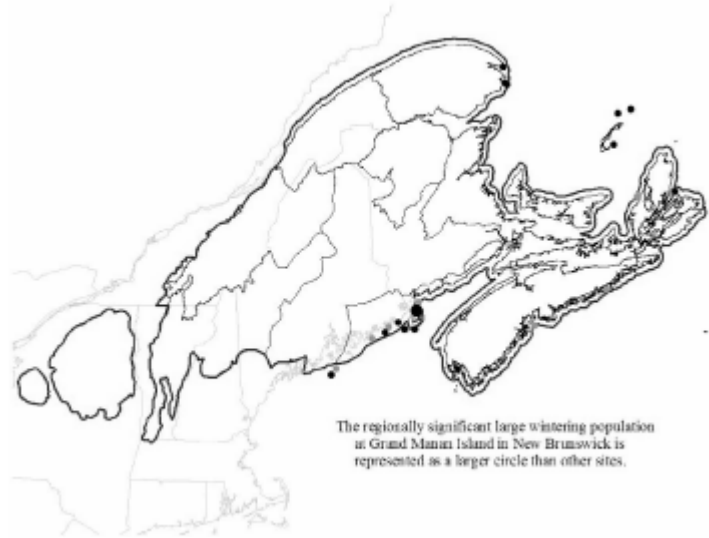 The regionally significant large wintering population
at Grand Manan Island in New Brunswick is
represented as a larger circle than other sites.